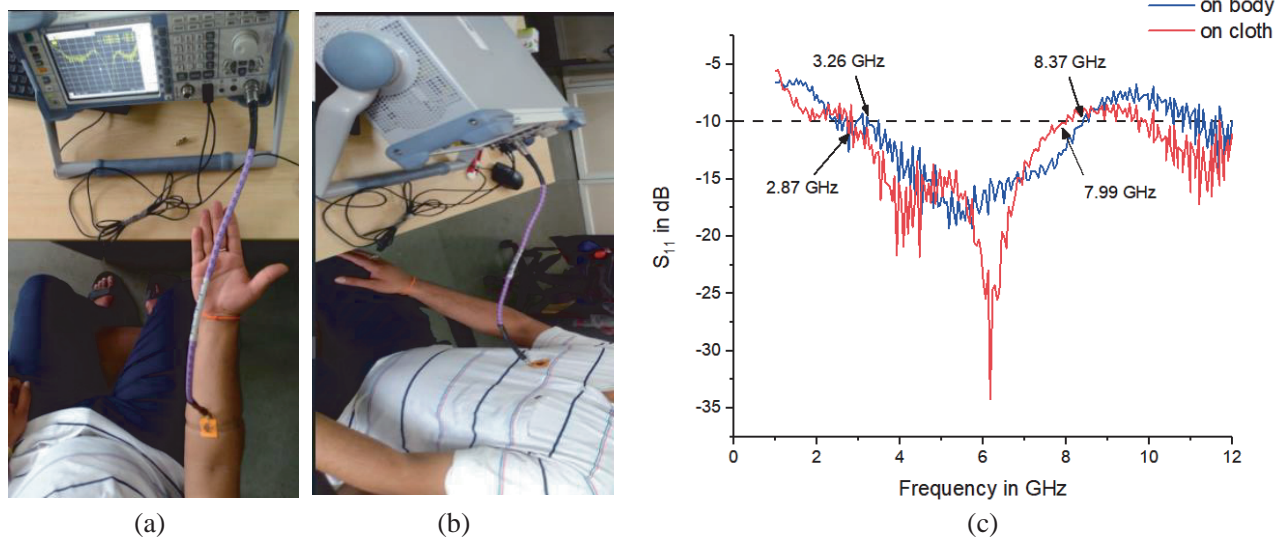 on body
on cloth
-5
-10
-15
-20
-25
-30
-35
S11 in dB
3.26 GHz
8.37 GHz
2.87 GHz
7.99 GHz
0
2
4
6
8
10
12
Frequency in GHz
(a)
(b)
(c)